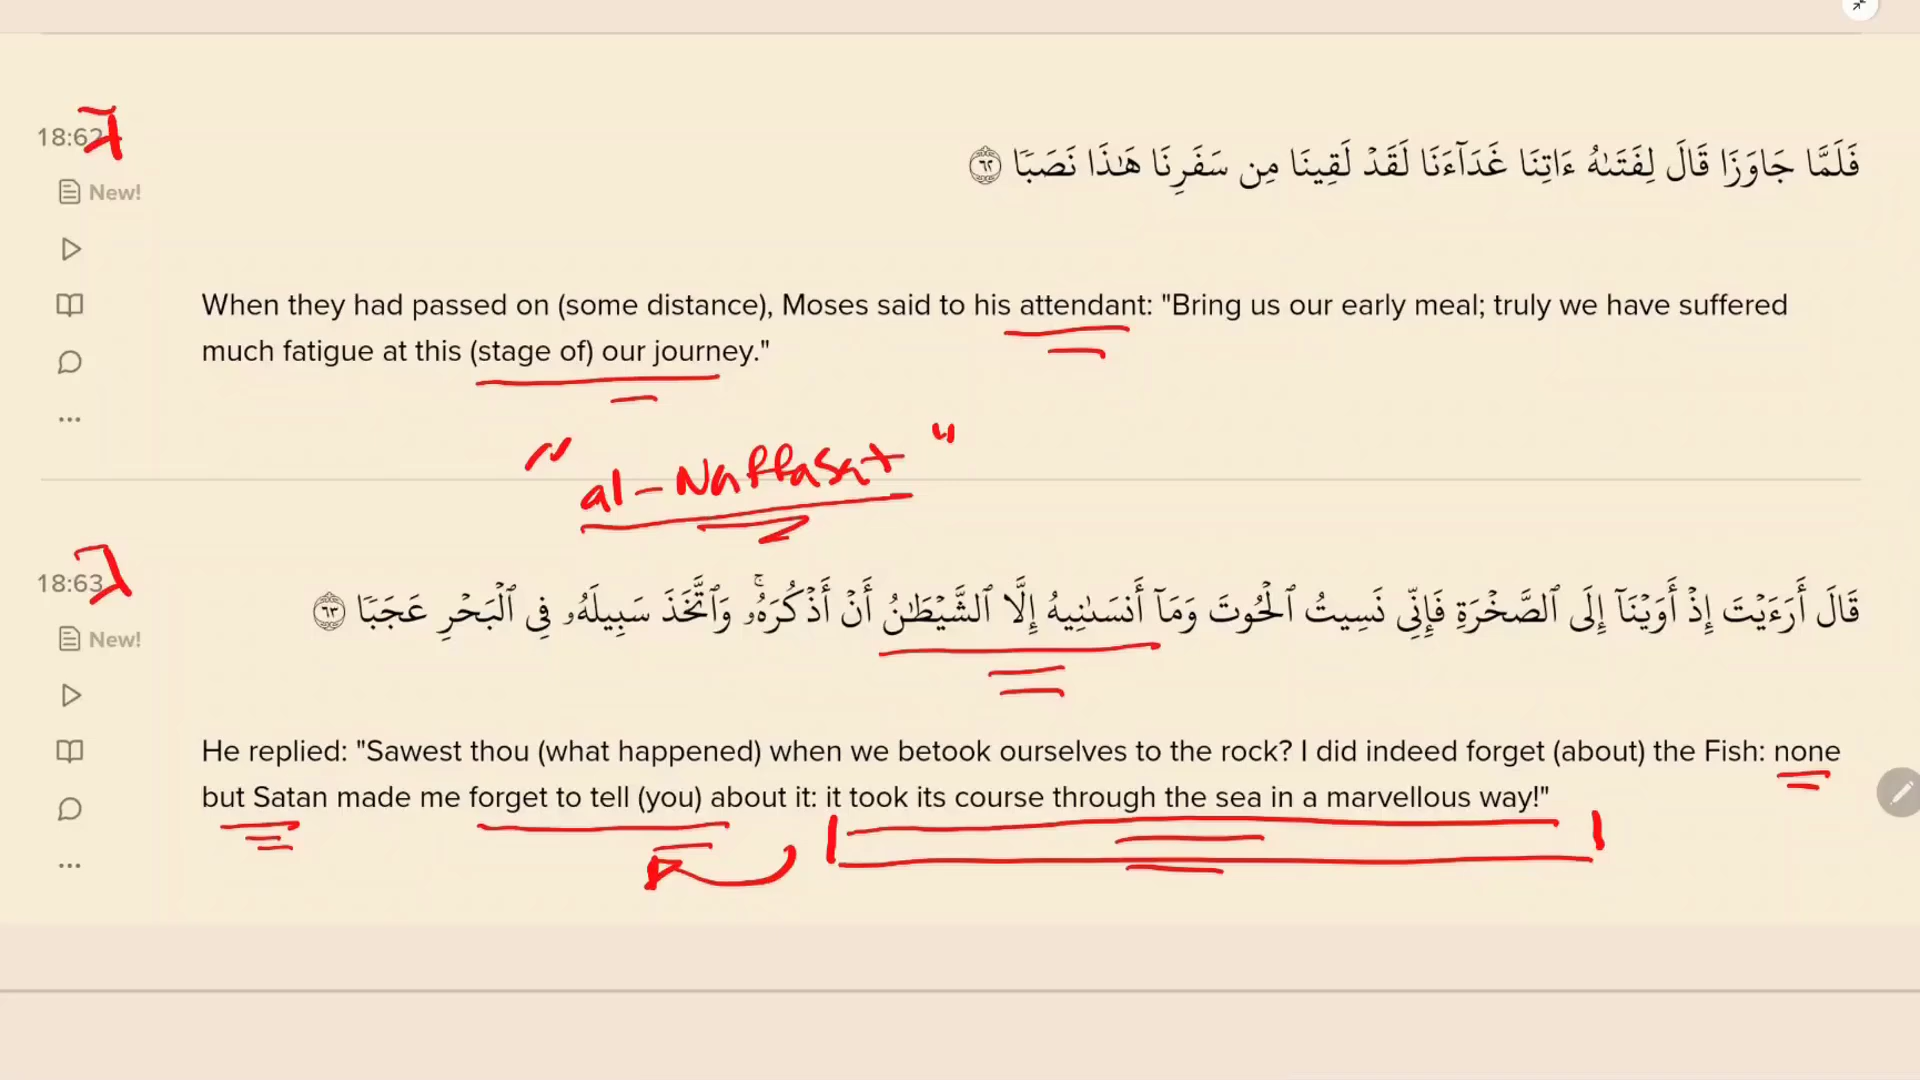 18:62
فَلَمَّا جَاوَزَا قَالَ لِفَتَىٰهُ ءَاتِنَا غَدَآءَنَا لَقَدْ لَقِينَا مِن سَفَرِنَا هَـٰذَا نَصَبًا ٦٢
New!
When they had passed on (some distance), Moses said to his attendant: "Bring us our early meal; truly we have suffered
much fatigue at this (stage of) our journey."
"al-Naffasat"
18:63
قَالَ أَرَءَيْتَ إِذْ أَوَيْنَآ إِلَى ٱلصَّخْرَةِ فَإِنِّى نَسِيتُ ٱلْحُوتَ وَمَآ أَنسَىٰنِيهُ إِلَّا ٱلشَّيْطَـٰنُ أَنْ أَذْكُرَهُۥ ۚ وَٱتَّخَذَ سَبِيلَهُۥ فِى ٱلْبَحْرِ عَجَبًا ٦٣
New!
He replied: "Sawest thou (what happened) when we betook ourselves to the rock? I did indeed forget (about) the Fish: none
but Satan made me forget to tell (you) about it: it took its course through the sea in a marvellous way!"